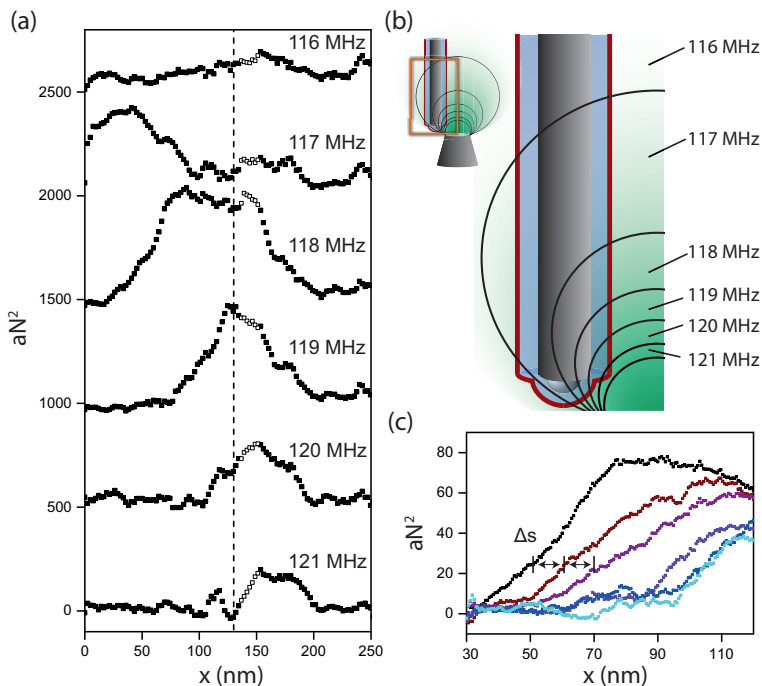 (a)
116 MHz
2500
117 MHz
2000
118 MHz
1500
119 MHz
1000
120 MHz
500
121 MHz
0
aN²
0 50 100 150 200 250
x (nm)
(b)
116 MHz
117 MHz
118 MHz
119 MHz
120 MHz
121 MHz
(c)
80
60
40
20
0
aN²
Δs
30 50 70 90 110
x (nm)